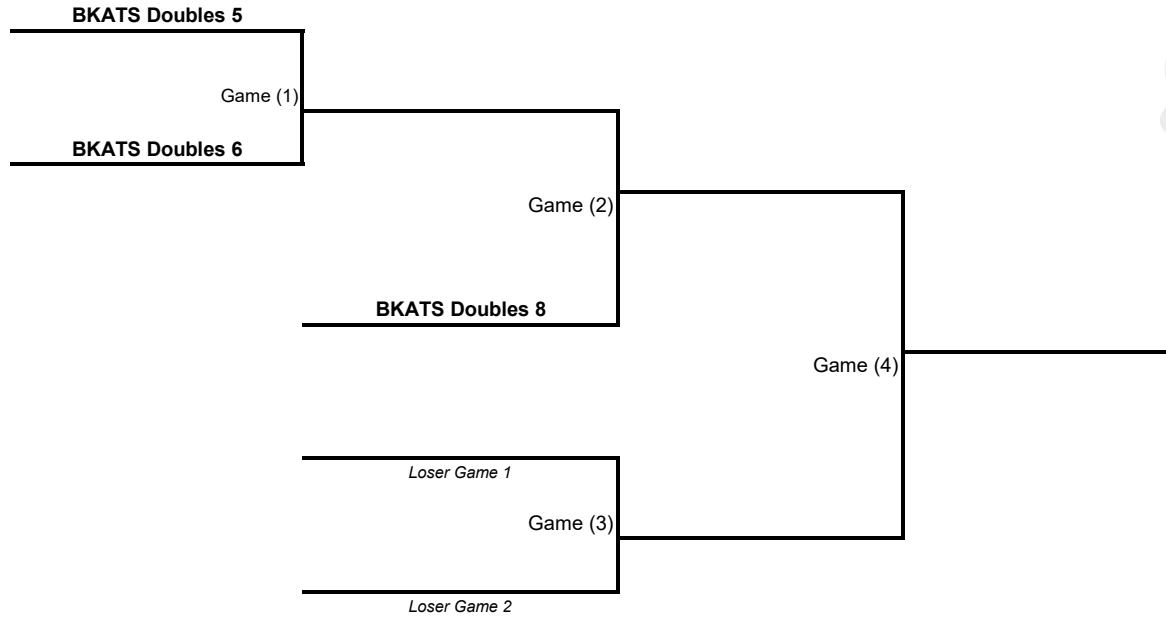 BKATS Doubles 5
Game (1)
BKATS Doubles 6
Game (2)
BKATS Doubles 8
Game (4)
Loser Game 1
Game (3)
Loser Game 2